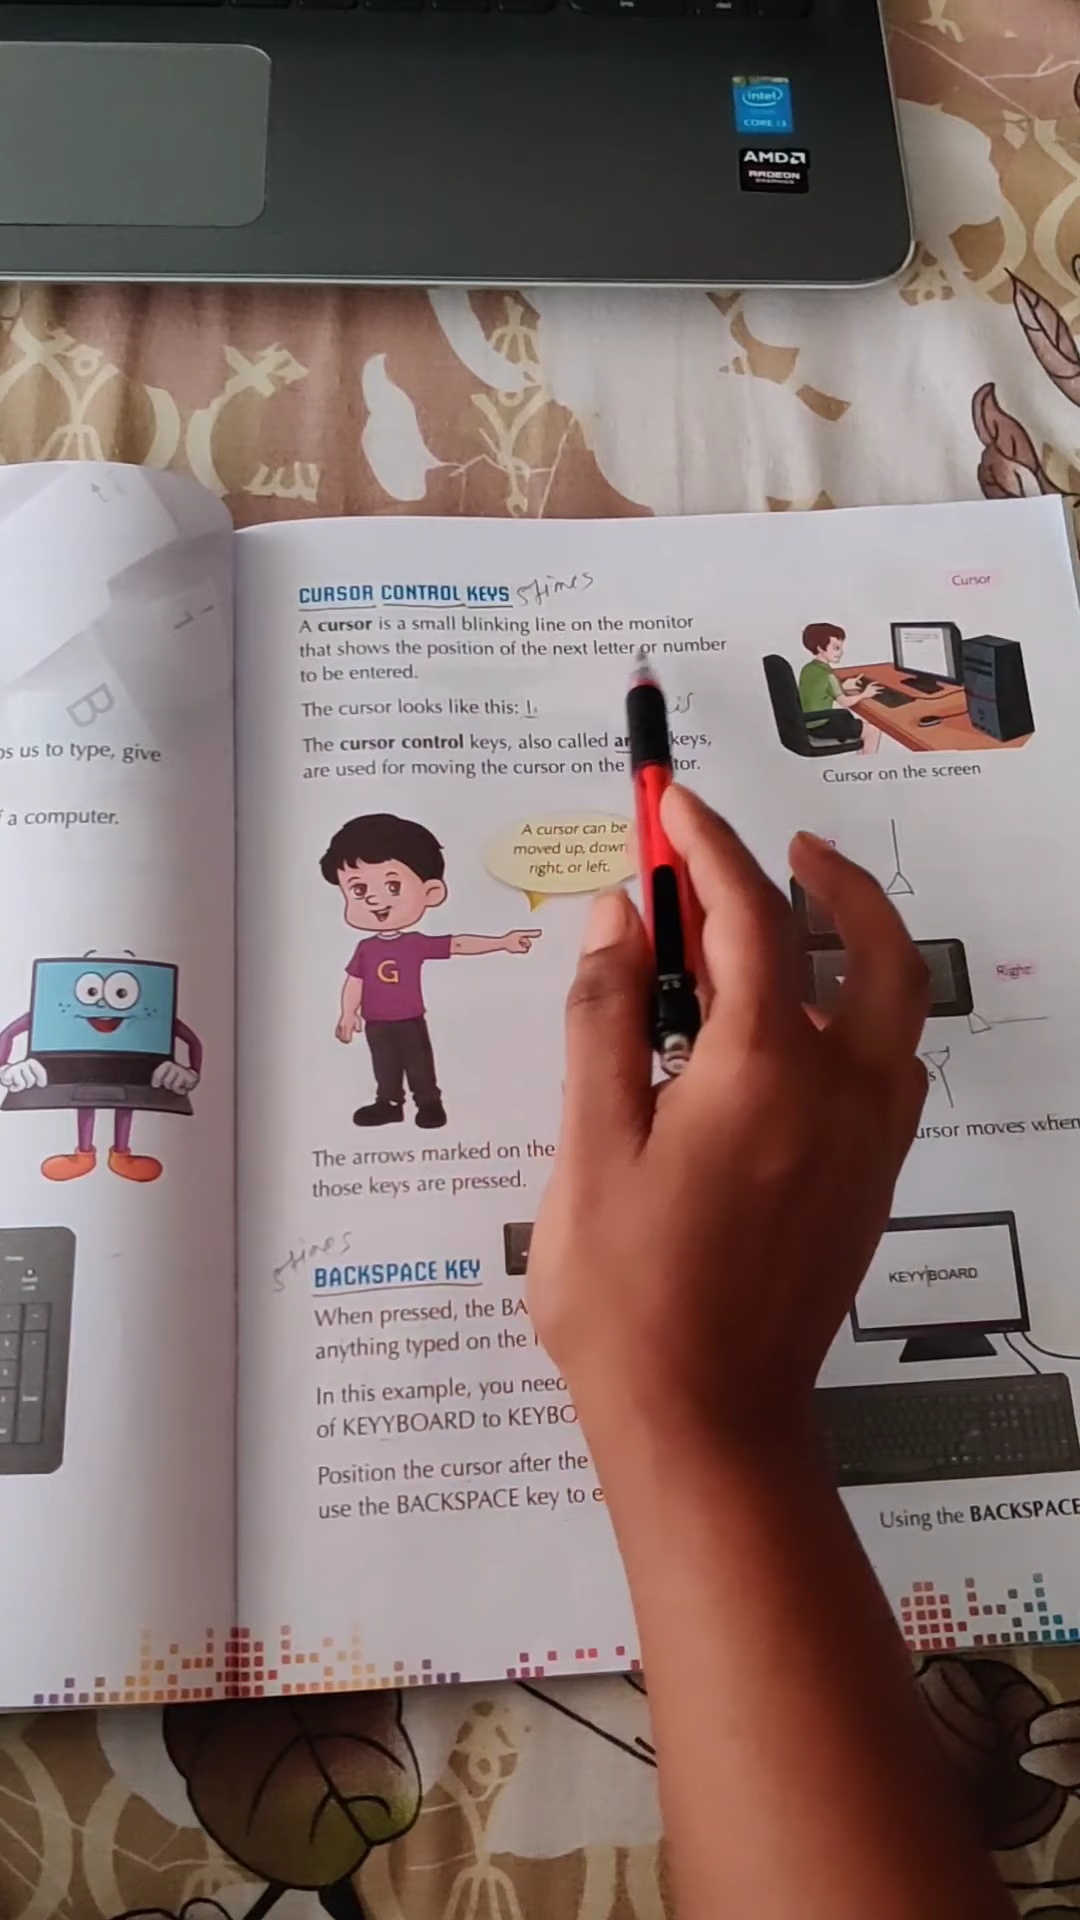 intel
CORE i3
AMD
RADEON
GRAPHICS
CURSOR CONTROL KEYS 5times
A cursor is a small blinking line on the monitor
that shows the position of the next letter or number
to be entered.
The cursor looks like this: I.
is
The cursor control keys, also called keys,
are used for moving the cursor on the
Cursor
Cursor on the screen
A cursor can be
moved up, down
right, or left.
G
Right
The arrows marked on the
those keys are pressed.
ursor moves when
5times
BACKSPACE KEY
When pressed, the BA
anything typed on the
In this example, you need
of KEYYBOARD to KEYBO
Position the cursor after the
use the BACKSPACE key to e
KEYYBOARD
Using the BACKSPACE
us to type, give
a computer.
B